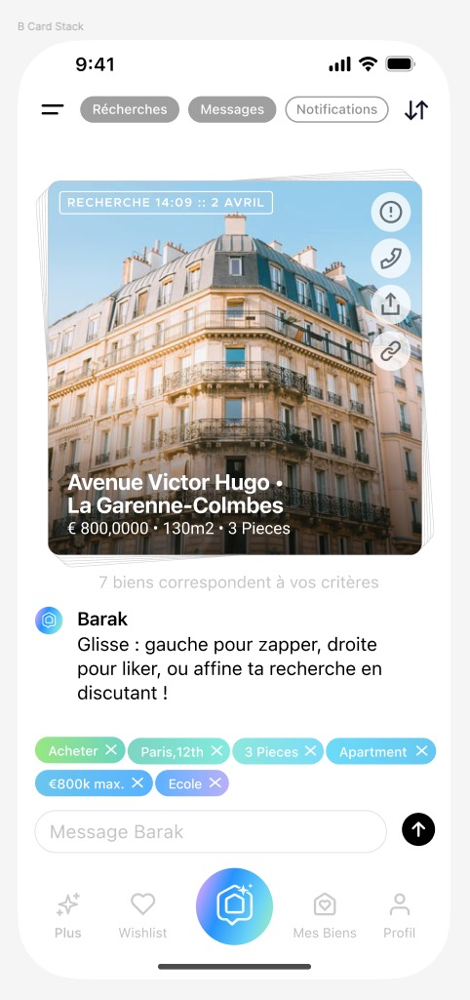 B Card Stack
9:41
Récherches Messages Notifications
RECHERCHE 14:09 :: 2 AVRIL
Avenue Victor Hugo •
La Garenne-Colmbes
€ 800,0000 • 130m2 • 3 Pieces
7 biens correspondent à vos critères
Barak
Glisse : gauche pour zapper, droite
pour liker, ou affine ta recherche en
discutant !
Acheter Paris,12th 3 Pieces Apartment
€800k max. Ecole
Message Barak
Plus Wishlist Mes Biens Profil